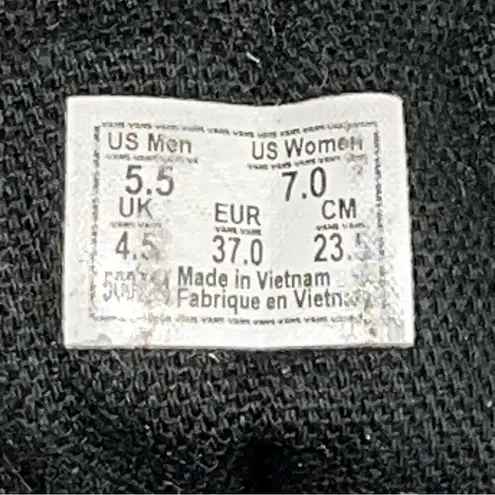 US Men US Women
5.5 7.0
UK EUR CM
4.5 37.0 23.5
Made in Vietnam
Fabrique en